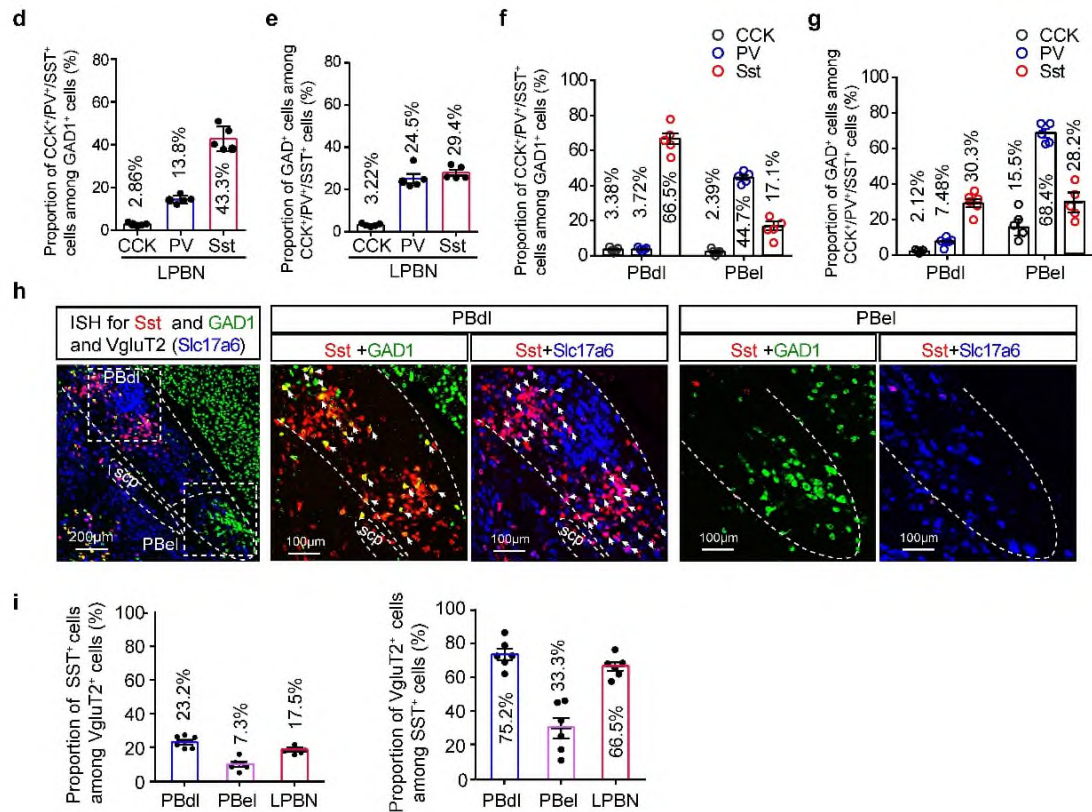 d
Proportion of CCK⁺/PV⁺/SST⁺
cells among GAD1⁺ cells (%)
80
60
40
20
0
2.86%
13.8%
43.3%
CCK PV Sst
LPBN
e
Proportion of GAD⁺ cells among
CCK⁺/PV⁺/SST⁺ cells (%)
80
60
40
20
0
3.22%
24.5%
29.4%
CCK PV Sst
LPBN
f
CCK
PV
Sst
Proportion of CCK⁺/PV⁺/SST⁺
cells among GAD1⁺ cells (%)
100
80
60
40
20
0
3.38%
3.72%
66.5%
2.39%
44.7%
17.1%
PBdl PBel
g
CCK
PV
Sst
Proportion of GAD⁺ cells among
CCK⁺/PV⁺/SST⁺ cells (%)
100
80
60
40
20
0
2.12%
7.48%
30.3%
15.5%
68.4%
28.2%
PBdl PBel
h
ISH for Sst and GAD1
and VgluT2 (Slc17a6)
PBdl
scp
200µm
PBel
PBdl
Sst +GAD1
Sst+Slc17a6
scp
100µm
scp
100µm
PBel
Sst +GAD1
Sst+Slc17a6
100µm
100µm
i
Proportion of SST⁺ cells
among VgluT2⁺ cells (%)
100
80
60
40
20
0
23.2%
7.3%
17.5%
PBdl PBel LPBN
Proportion of VgluT2⁺ cells
among SST⁺ cells (%)
100
80
60
40
20
0
75.2%
33.3%
66.5%
PBdl PBel LPBN